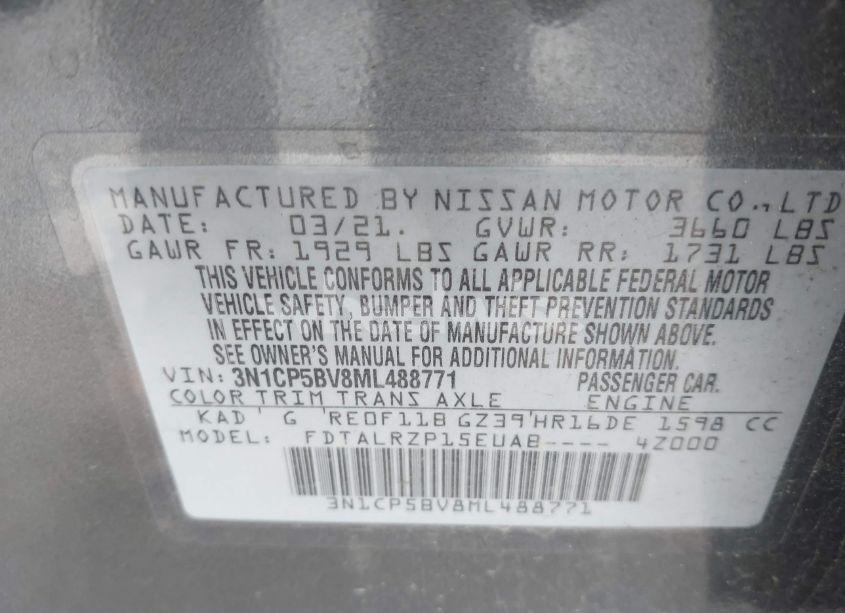 MANUFACTURED BY NISSAN MOTOR CO., LTD
DATE: 03/21. GVWR: 3660 LBS
GAWR FR: 1929 LBS GAWR RR: 1731 LBS
THIS VEHICLE CONFORMS TO ALL APPLICABLE FEDERAL MOTOR
VEHICLE SAFETY, BUMPER AND THEFT PREVENTION STANDARDS
IN EFFECT ON THE DATE OF MANUFACTURE SHOWN ABOVE.
SEE OWNER'S MANUAL FOR ADDITIONAL INFORMATION.
VIN: 3N1CP5BV8ML488771 PASSENGER CAR.
COLOR TRIM TRANS AXLE ENGINE
KAD G RE0F11B GZ39 HR16DE 1598 CC
MODEL: FDTALRZP15EUAB---- 4Z000
3N1CP5BV8ML488771